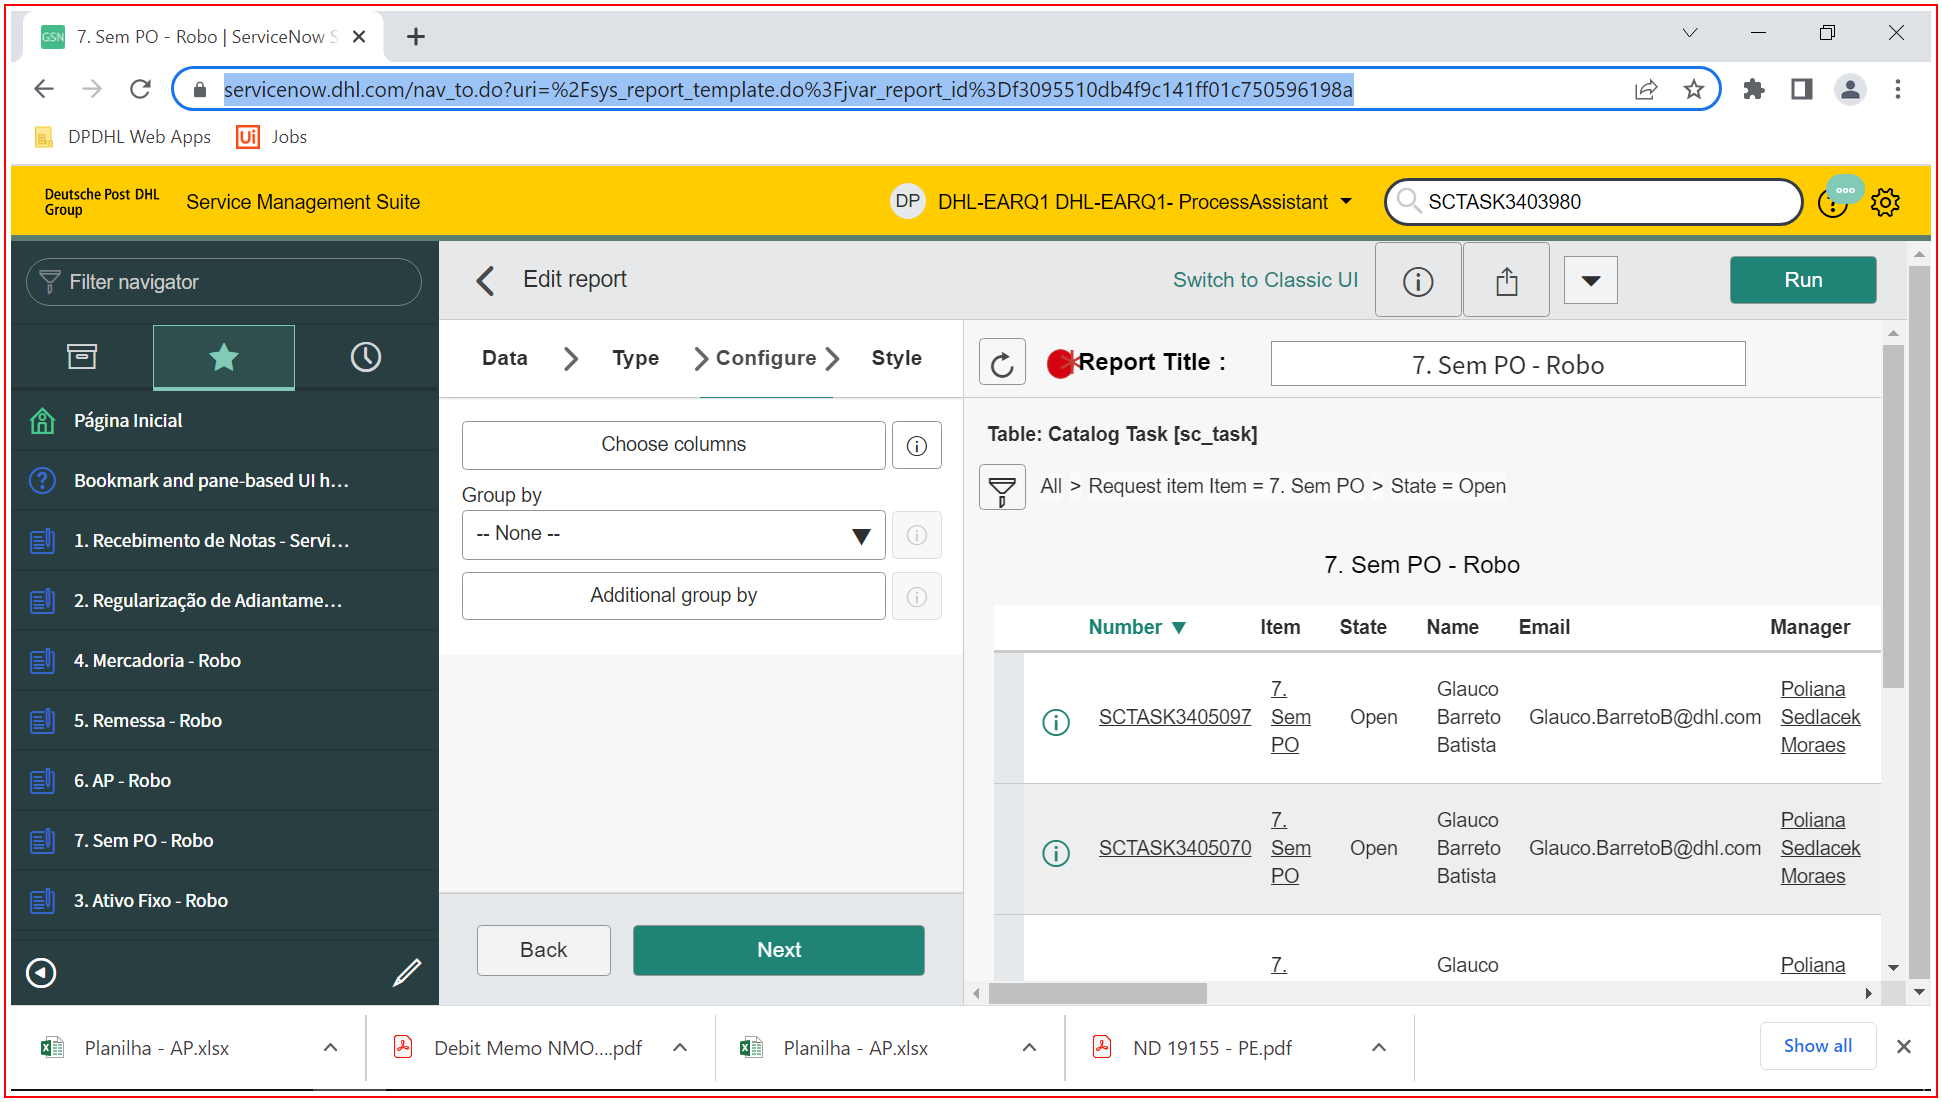 GSN 7. Sem PO - Robo | ServiceNow S
servicenow.dhl.com/nav_to.do?uri=%2Fsys_report_template.do%3Fjvar_report_id%3Df3095510db4f9c141ff01c750596198a
DPDHL Web Apps
Ui Jobs
Deutsche Post DHL
Group
Service Management Suite
DP DHL-EARQ1 DHL-EARQ1- ProcessAssistant
SCTASK3403980
Filter navigator
Página Inicial
Bookmark and pane-based UI h...
1. Recebimento de Notas - Servi...
2. Regularização de Adiantame...
4. Mercadoria - Robo
5. Remessa - Robo
6. AP - Robo
7. Sem PO - Robo
3. Ativo Fixo - Robo
Edit report
Switch to Classic UI
Run
Data
Type
Configure
Style
Choose columns
Group by
-- None --
Additional group by
Back
Next
*Report Title :
7. Sem PO - Robo
Table: Catalog Task [sc_task]
All > Request item Item = 7. Sem PO > State = Open
7. Sem PO - Robo
Number ▼ Item State Name Email Manager
7. Glauco Poliana
SCTASK3405097 Sem Open Barreto Glauco.BarretoB@dhl.com Sedlacek
PO Batista Moraes
7. Glauco Poliana
SCTASK3405070 Sem Open Barreto Glauco.BarretoB@dhl.com Sedlacek
PO Batista Moraes
7. Glauco Poliana
Planilha - AP.xlsx
Debit Memo NMO....pdf
Planilha - AP.xlsx
ND 19155 - PE.pdf
Show all